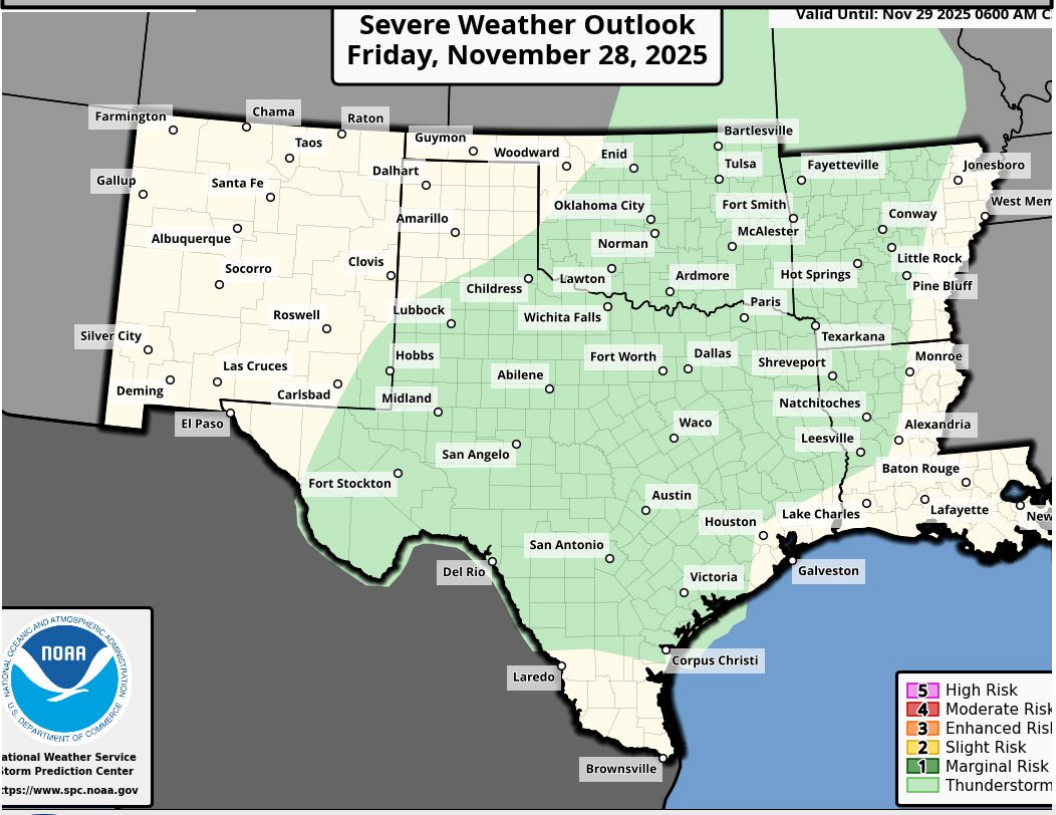 Valid Until: Nov 29 2025 0600 AM
Severe Weather Outlook
Friday, November 28, 2025
Farmington
Chama
Raton
Taos
Guymon
Woodward
Enid
Bartlesville
Tulsa
Fayetteville
Jonesboro
Gallup
Santa Fe
Dalhart
Oklahoma City
Fort Smith
West Mem
Albuquerque
Amarillo
Norman
McAlester
Conway
Socorro
Clovis
Childress
Lawton
Ardmore
Hot Springs
Little Rock
Pine Bluff
Roswell
Lubbock
Wichita Falls
Paris
Texarkana
Silver City
Las Cruces
Hobbs
Fort Worth
Dallas
Shreveport
Monroe
Deming
Carlsbad
Midland
Abilene
Natchitoches
El Paso
San Angelo
Waco
Leesville
Alexandria
Fort Stockton
Austin
Baton Rouge
Houston
Lake Charles
Lafayette
New
Del Rio
San Antonio
Victoria
Galveston
Laredo
Corpus Christi
Brownsville
NATIONAL OCEANIC AND ATMOSPHERIC ADMINISTRATION
NOAA
U.S. DEPARTMENT OF COMMERCE
ational Weather Service
Storm Prediction Center
ttps://www.spc.noaa.gov
5 High Risk
4 Moderate Risk
3 Enhanced Risk
2 Slight Risk
1 Marginal Risk
Thunderstorm